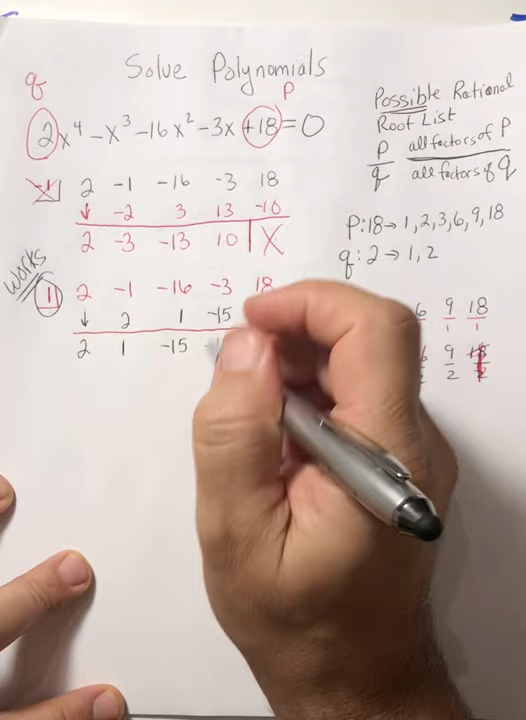 Solve Polynomials
q
P
2x⁴ - x³ - 16x² - 3x + 18 = 0
Possible Rational
Root List
P/q all factors of P / all factors of q
P: 18 → 1, 2, 3, 6, 9, 18
q: 2 → 1, 2
-1 2 -1 -16 -3 18
↓ -2 3 13 -10
2 -3 -13 10 X
works
1 2 -1 -16 -3 18
↓ 2 1 -15
2 1 -15
6 9/1 18/1
9/2 18/2